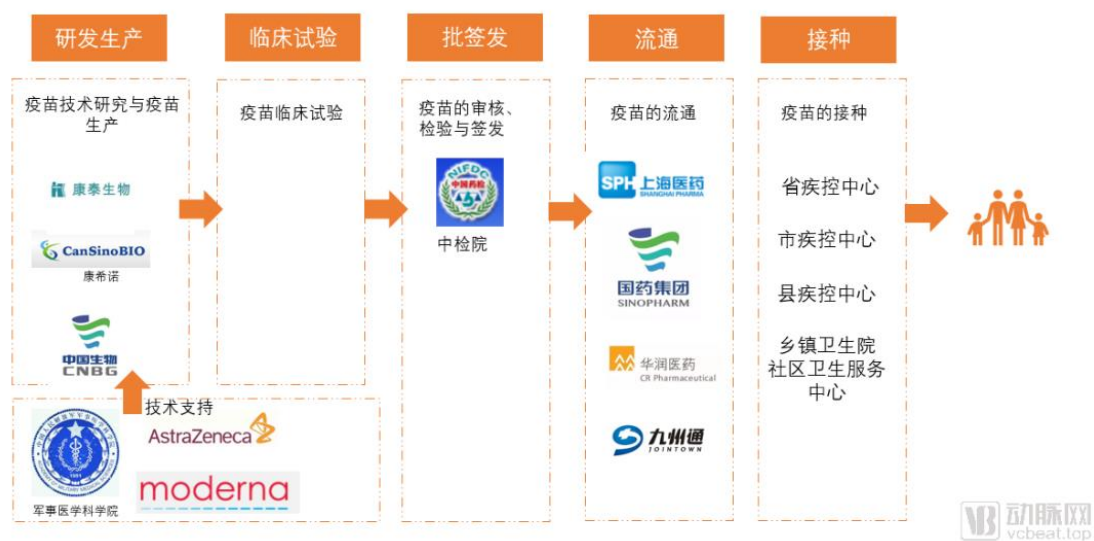 研发生产
临床试验
批签发
流通
接种
疫苗技术研究与疫苗
生产
康泰生物
CanSinoBIO
康希诺
中国生物
CNBG
疫苗临床试验
疫苗的审核、
检验与签发
NIFDC
中国药检
中检院
疫苗的流通
SPH
上海医药
SHANGHAI PHARMA
国药集团
SINOPHARM
华润医药
CR Pharmaceutical
九州通
JOINTOWN
疫苗的接种
省疾控中心
市疾控中心
县疾控中心
乡镇卫生院
社区卫生服务
中心
技术支持
1951
军事医学科学院
AstraZeneca
moderna
动脉网
vcbeat.top